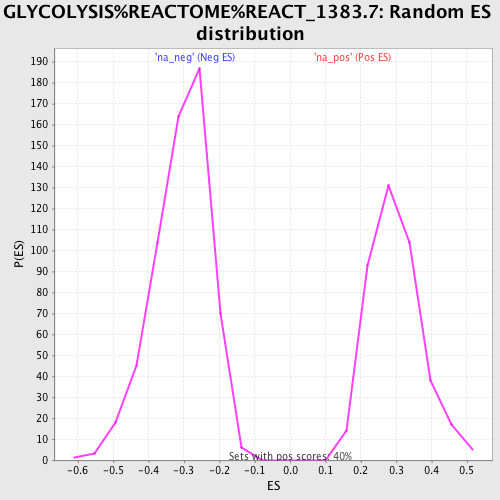 GLYCOLYSIS%REACTOME%REACT_1383.7: Random ES
distribution
'na_neg' (Neg ES)
'na_pos' (Pos ES)
P(ES)
190
180
170
160
150
140
130
120
110
100
90
80
70
60
50
40
30
20
10
0
Sets with pos scores: 40%
-0.6 -0.5 -0.4 -0.3 -0.2 -0.1 0.0 0.1 0.2 0.3 0.4 0.5
ES